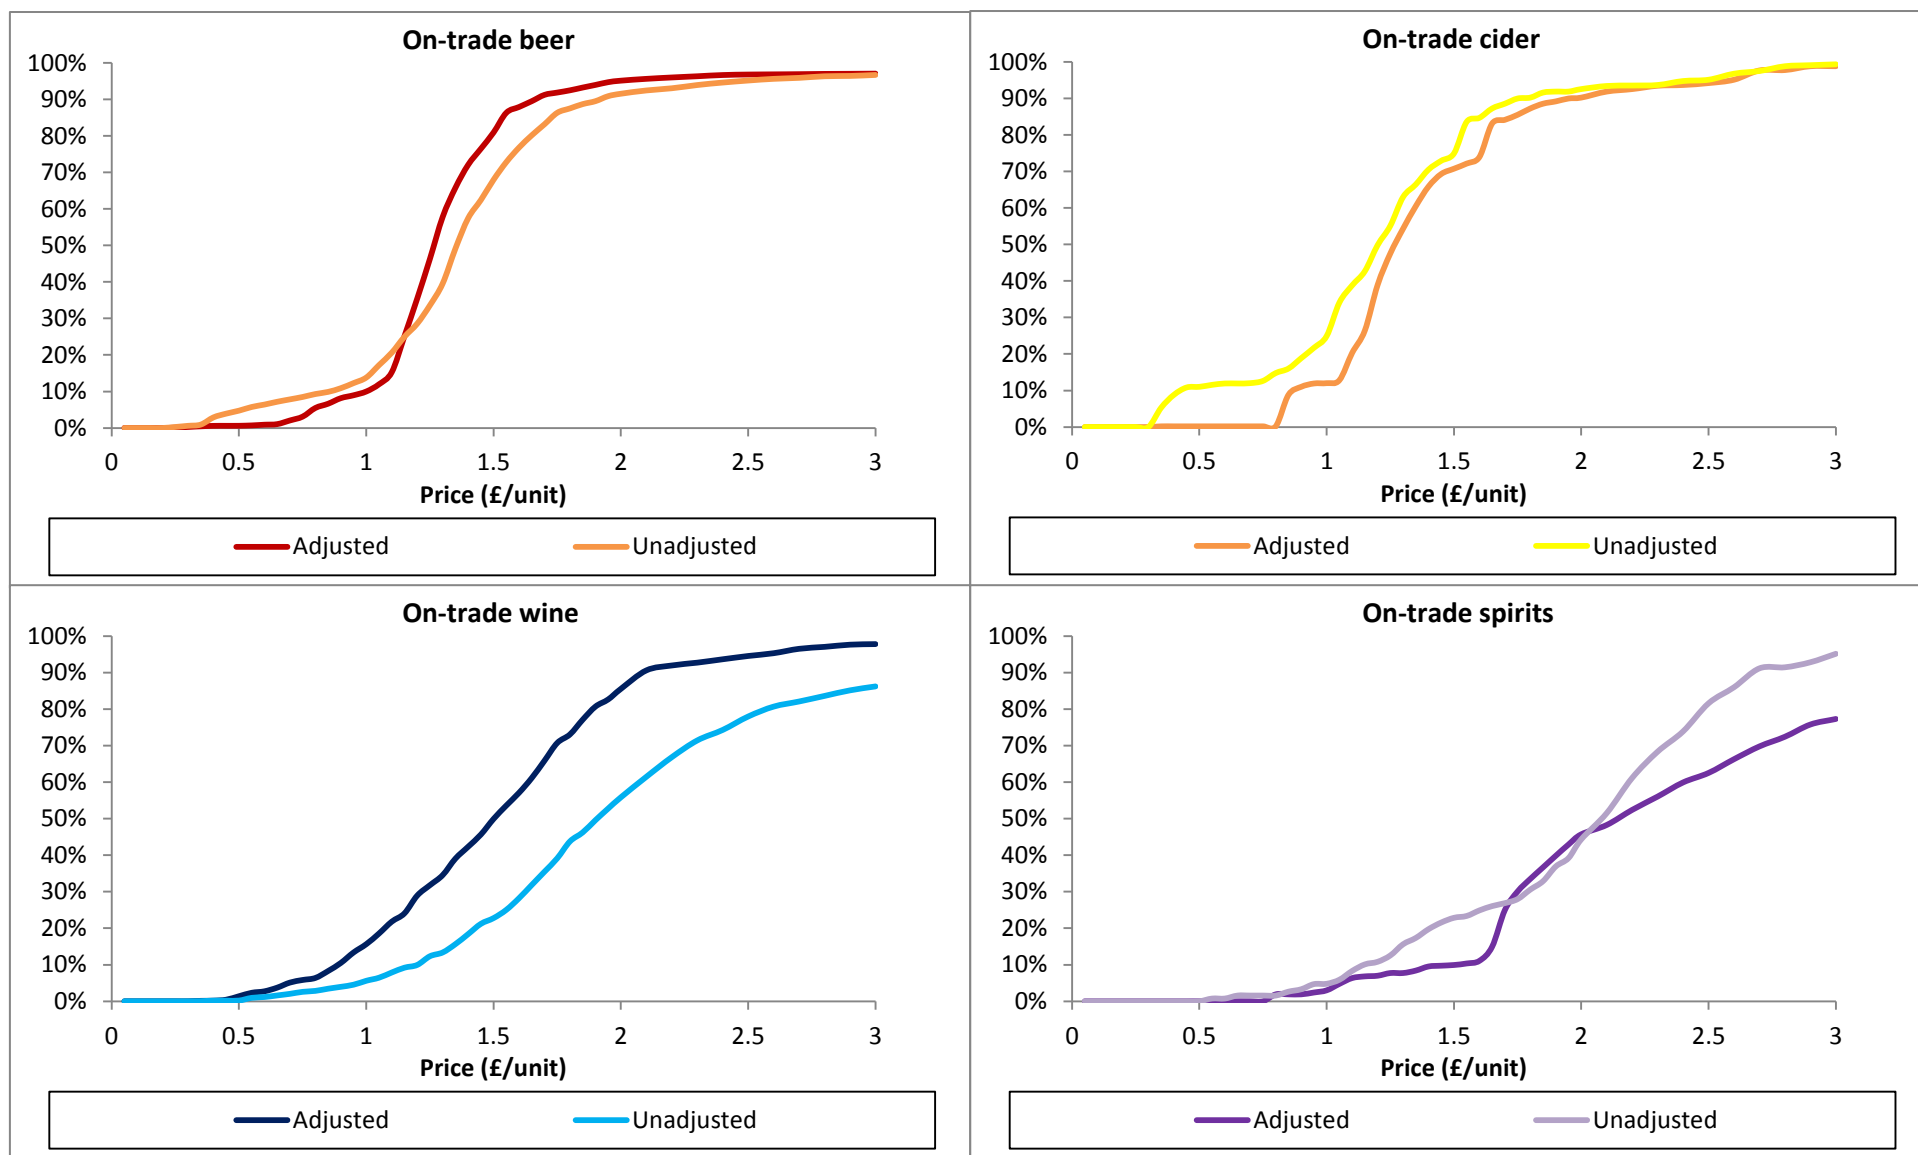 On-trade beer
100%
90%
80%
70%
60%
50%
40%
30%
20%
10%
0%
0 0.5 1 1.5 2 2.5 3
Price (£/unit)
Adjusted Unadjusted
On-trade cider
100%
90%
80%
70%
60%
50%
40%
30%
20%
10%
0%
0 0.5 1 1.5 2 2.5 3
Price (£/unit)
Adjusted Unadjusted
On-trade wine
100%
90%
80%
70%
60%
50%
40%
30%
20%
10%
0%
0 0.5 1 1.5 2 2.5 3
Price (£/unit)
Adjusted Unadjusted
On-trade spirits
100%
90%
80%
70%
60%
50%
40%
30%
20%
10%
0%
0 0.5 1 1.5 2 2.5 3
Price (£/unit)
Adjusted Unadjusted